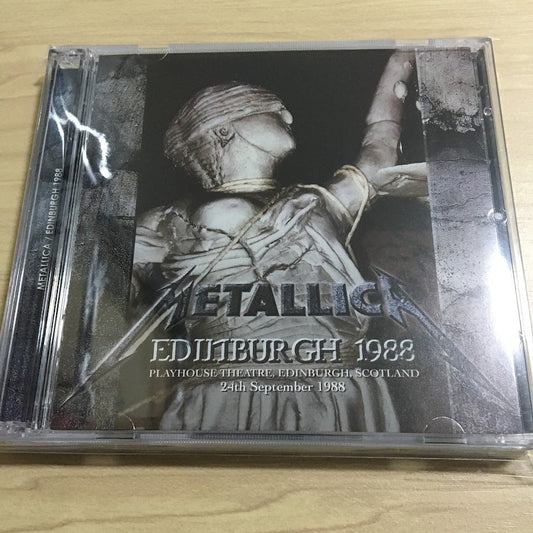 METALLICA / EDINBURGH 1988
METALLICA
EDINBURGH 1988
PLAYHOUSE THEATRE, EDINBURGH, SCOTLAND
24th September 1988